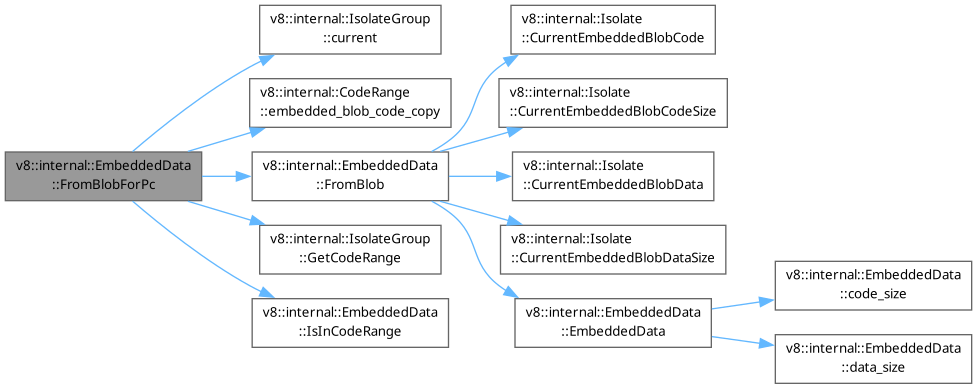 v8::internal::IsolateGroup
::current
v8::internal::Isolate
::CurrentEmbeddedBlobCode
v8::internal::CodeRange
::embedded_blob_code_copy
v8::internal::Isolate
::CurrentEmbeddedBlobCodeSize
v8::internal::EmbeddedData
::FromBlobForPc
v8::internal::EmbeddedData
::FromBlob
v8::internal::Isolate
::CurrentEmbeddedBlobData
v8::internal::IsolateGroup
::GetCodeRange
v8::internal::Isolate
::CurrentEmbeddedBlobDataSize
v8::internal::EmbeddedData
::IsInCodeRange
v8::internal::EmbeddedData
::EmbeddedData
v8::internal::EmbeddedData
::code_size
v8::internal::EmbeddedData
::data_size